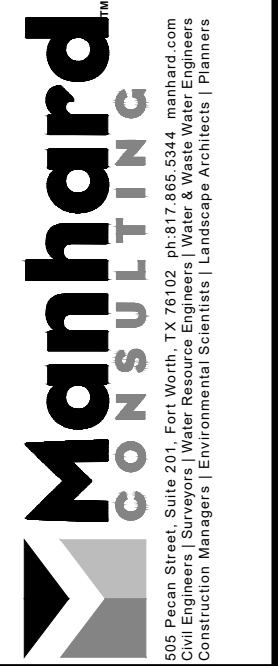 Manhard™
CONSULTING
505 Pecan Street, Suite 201, Fort Worth, TX 76102 ph:817.865.5344 manhard.com
Civil Engineers | Surveyors | Water Resource Engineers | Water & Waste Water Engineers
Construction Managers | Environmental Scientists | Landscape Architects | Planners